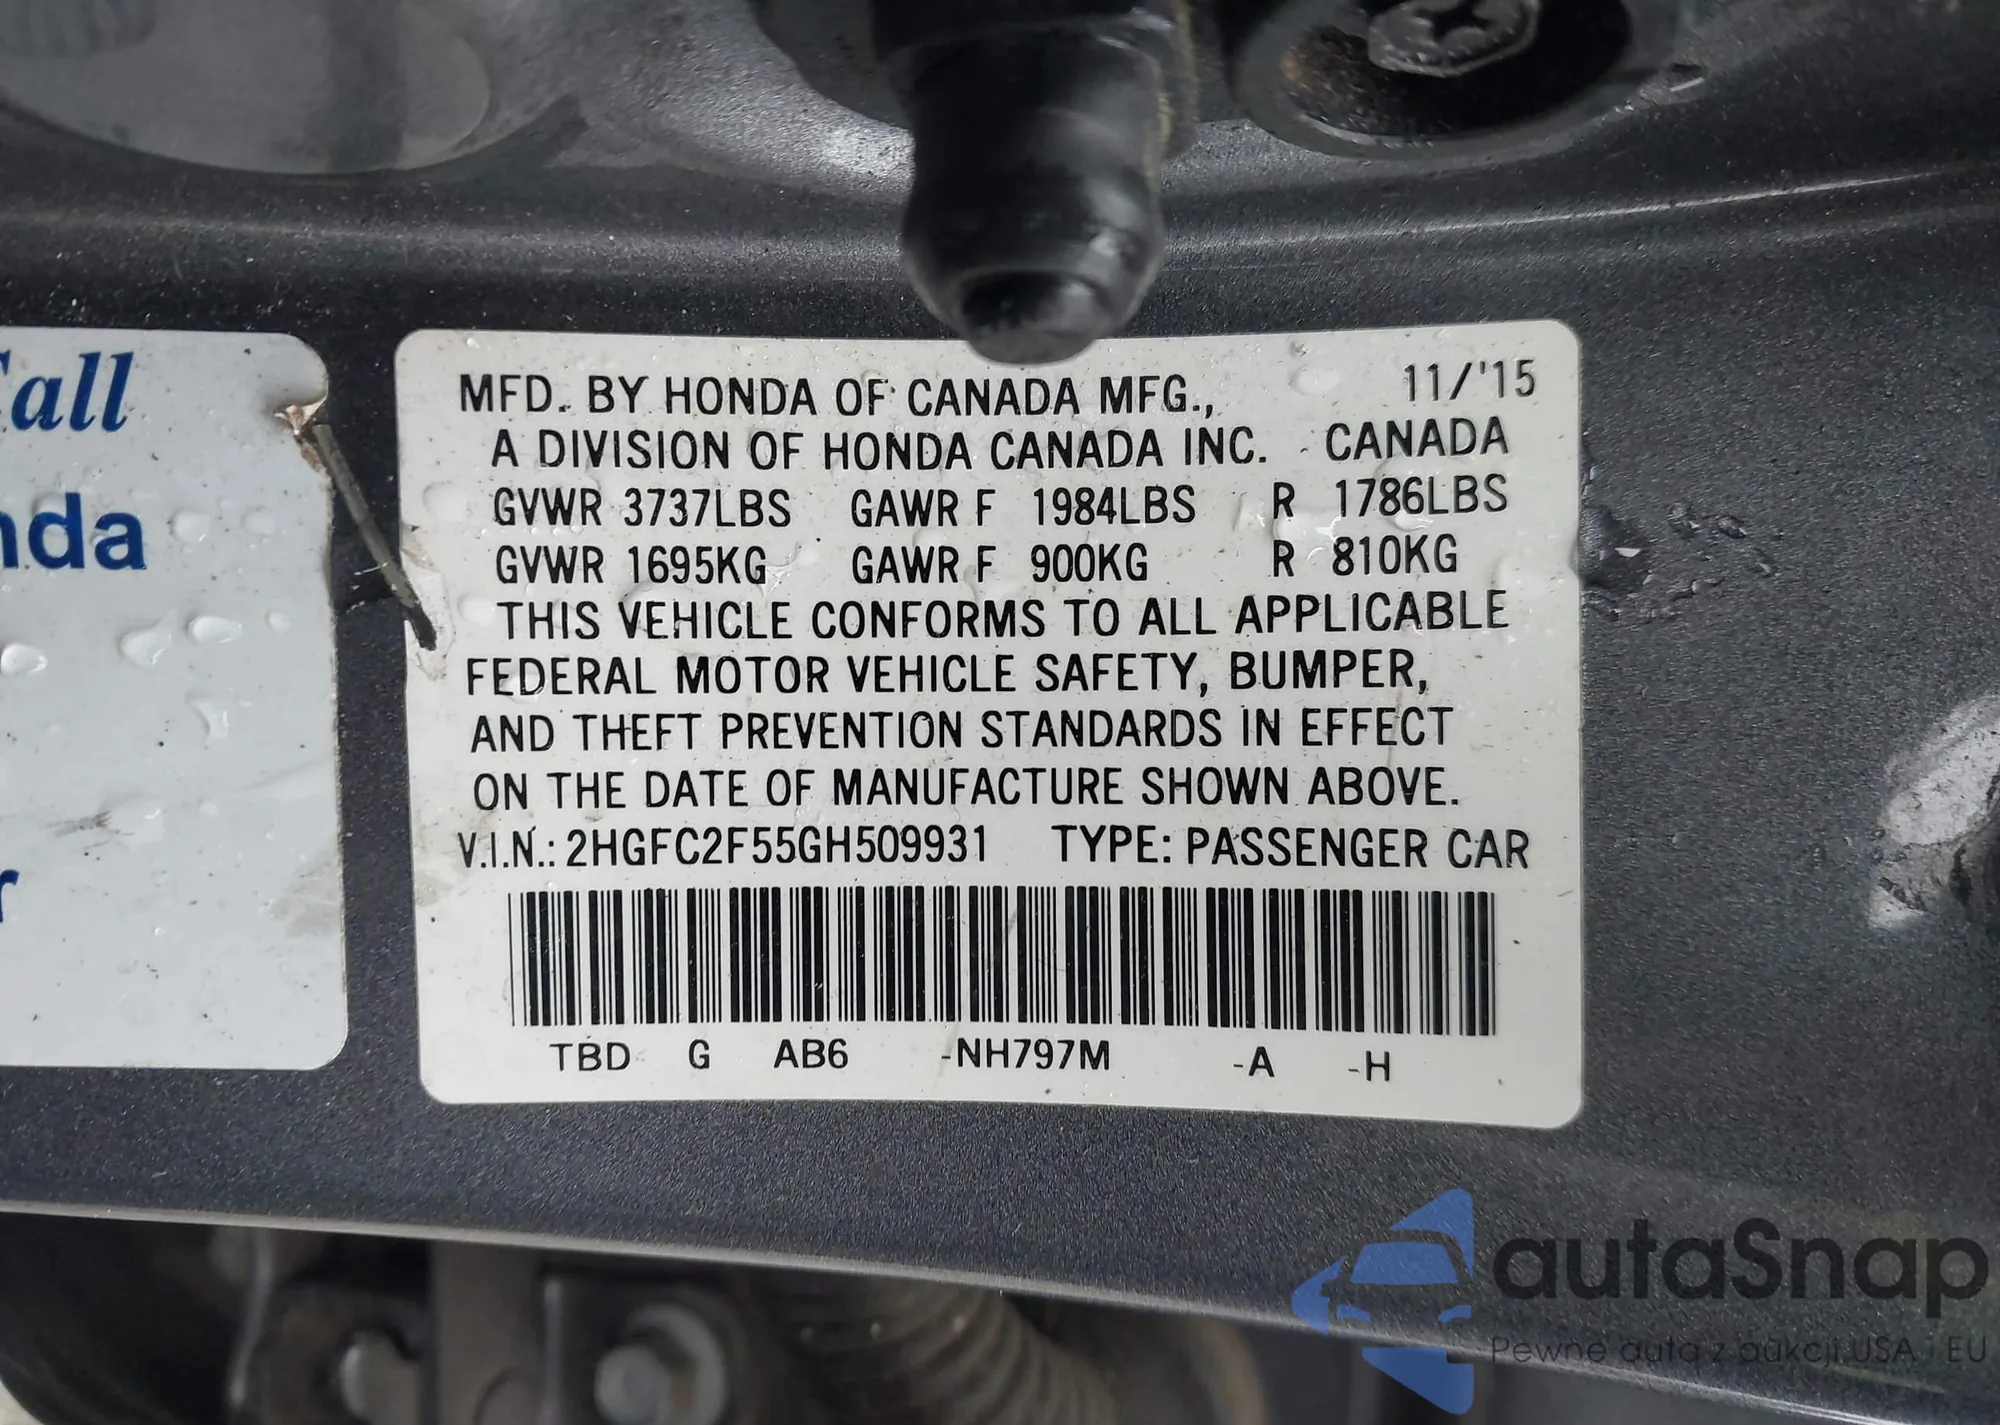 Call
nda
r
MFD. BY HONDA OF CANADA MFG., 11/'15
A DIVISION OF HONDA CANADA INC. CANADA
GVWR 3737LBS GAWR F 1984LBS R 1786LBS
GVWR 1695KG GAWR F 900KG R 810KG
THIS VEHICLE CONFORMS TO ALL APPLICABLE
FEDERAL MOTOR VEHICLE SAFETY, BUMPER,
AND THEFT PREVENTION STANDARDS IN EFFECT
ON THE DATE OF MANUFACTURE SHOWN ABOVE.
V.I.N.: 2HGFC2F55GH509931 TYPE: PASSENGER CAR
TBD G AB6 -NH797M -A -H
autaSnap
Pewne auta z aukcji USA i EU